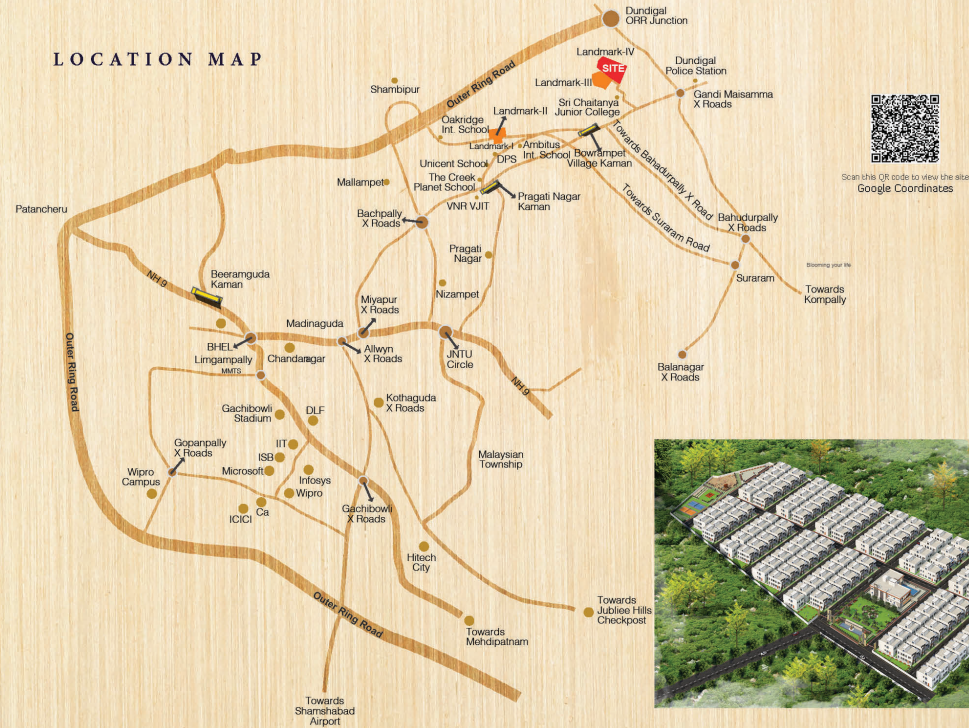 LOCATION MAP
Dundigal
ORR Junction
Landmark-IV
SITE
Landmark-III
Dundigal
Police Station
Gandi Maisamma
X Roads
Sri Chaitanya
Junior College
Outer Ring Road
Shambipur
Landmark-II
Oakridge
Int. School
Landmark-I
Ambitus
Int. School
DPS
Bowrampet
Village Kaman
Unicent School
The Creek
Planet School
Mallampet
VNR VJIT
Pragati Nagar
Kaman
Towards Bahadurpally X Road
Towards Suraram Road
Scan this QR code to view the site
Google Coordinates
Patancheru
Bachpally
X Roads
Bahudurpally
X Roads
Pragati
Nagar
Suraram
Blooming your life
Towards
Kompally
NH 9
Beeramguda
Kaman
Nizampet
Miyapur
X Roads
Madinaguda
BHEL
Limgampally
MMTS
Chandanagar
Allwyn
X Roads
JNTU
Circle
NH 9
Balanagar
X Roads
Outer Ring Road
Gachibowli
Stadium
DLF
Kothaguda
X Roads
Gopanpally
X Roads
IIT
ISB
Microsoft
Infosys
Wipro
Malaysian
Township
Wipro
Campus
Ca
ICICI
Gachibowli
X Roads
Hitech
City
Outer Ring Road
Towards
Jubliee Hills
Checkpost
Towards
Mehdipatnam
Towards
Shamshabad
Airport